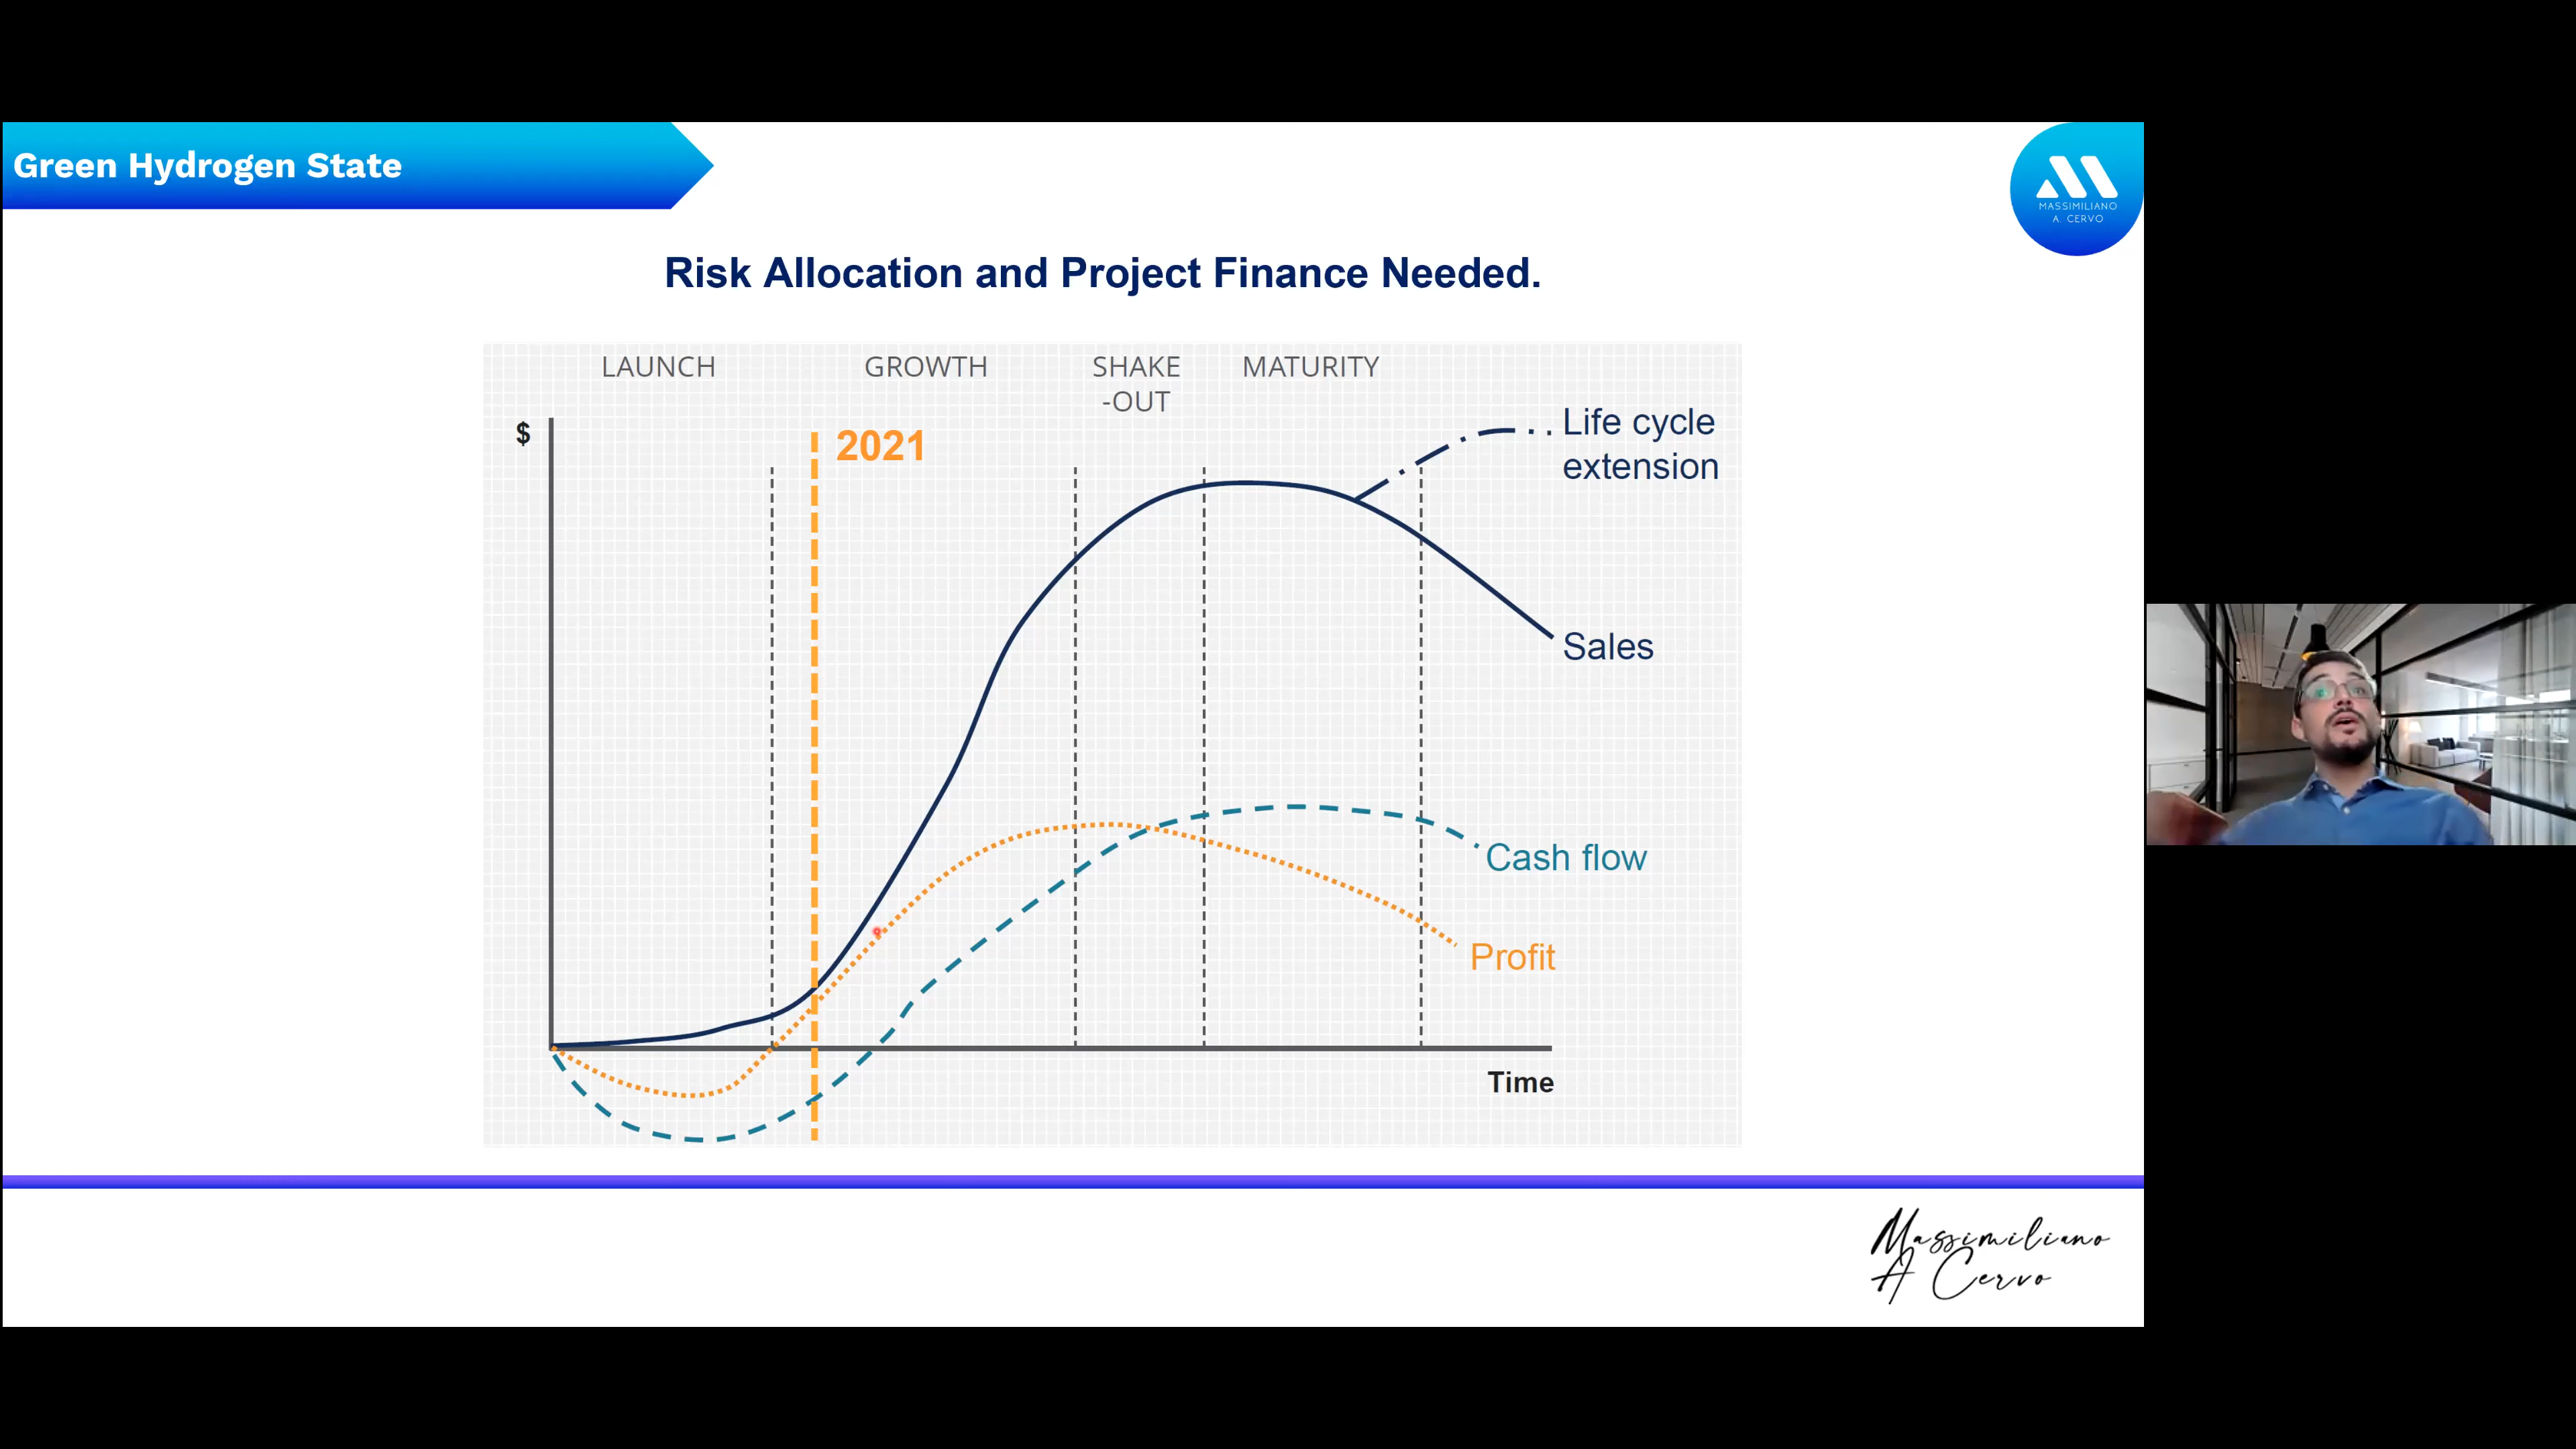 Green Hydrogen State
MASSIMILIANO
A. CERVO
Risk Allocation and Project Finance Needed.
LAUNCH
GROWTH
SHAKE
-OUT
MATURITY
$
2021
Life cycle
extension
Sales
Cash flow
Profit
Time
Massimiliano
A Cervo